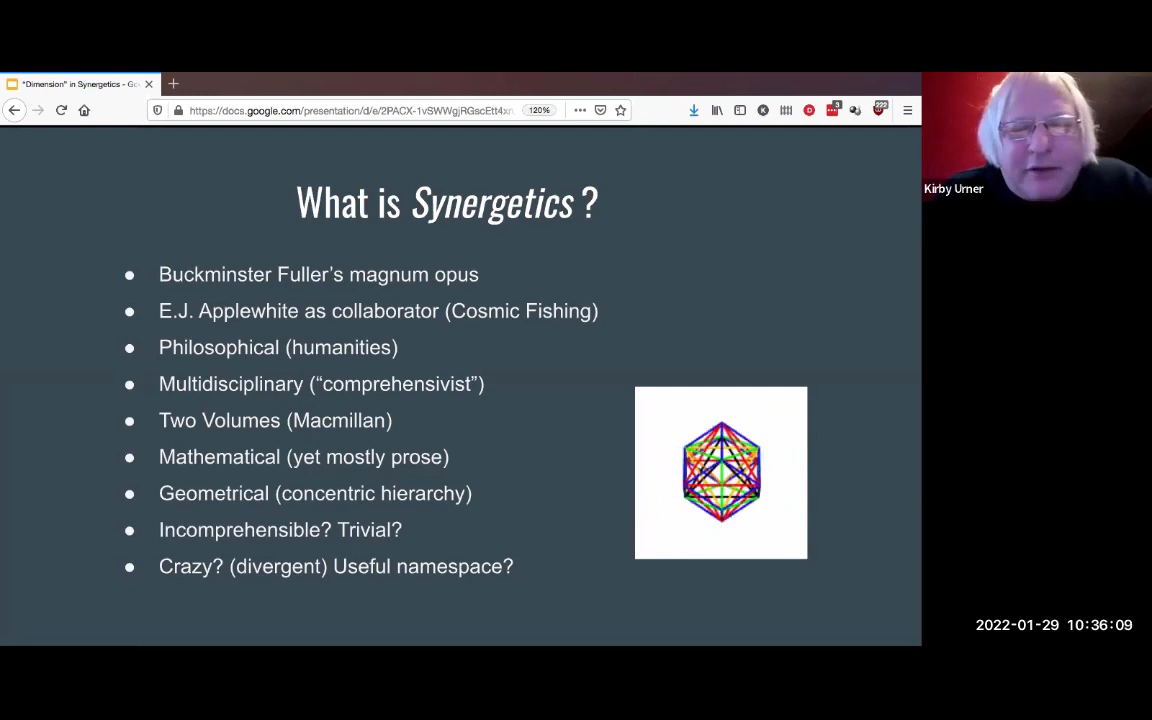 "Dimension" in Synergetics - Go
https://docs.google.com/presentation/d/e/2PACX-1vSWWgjRGscEtt4x
120%
3
222
What is Synergetics ?
Kirby Urner
● Buckminster Fuller's magnum opus
● E.J. Applewhite as collaborator (Cosmic Fishing)
● Philosophical (humanities)
● Multidisciplinary (“comprehensivist”)
● Two Volumes (Macmillan)
● Mathematical (yet mostly prose)
● Geometrical (concentric hierarchy)
● Incomprehensible? Trivial?
● Crazy? (divergent) Useful namespace?
2022-01-29 10:36:09